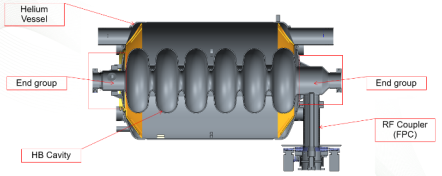 Helium
Vessel
End group
End group
HB Cavity
RF Coupler
(FPC)